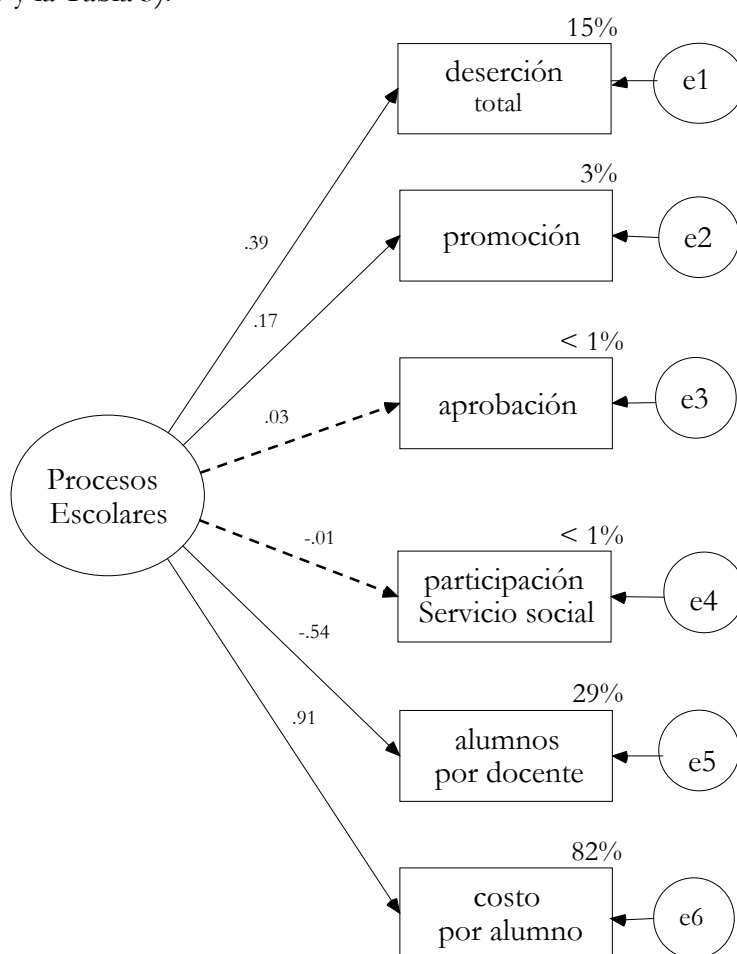 y la Tabla
15%
deserción
total
e1
3%
promoción
e2
.39
.17
< 1%
aprobación
e3
.03
Procesos
Escolares
< 1%
participación
Servicio social
e4
-.01
-.54
29%
alumnos
por docente
e5
.91
82%
costo
por alumno
e6